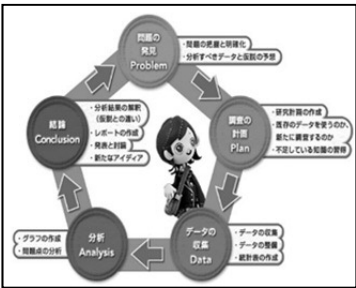 問題の
発見
Problem
・問題の把握と明確化
・分析すべきデータと仮説の予想
調査の
計画
Plan
・研究計画の作成
・既存のデータを使うのか、
新たに調査するのか
・不足している知識の習得
データの
収集
Data
・データの収集
・データの整備
・統計表の作成
分析
Analysis
・グラフの作成
・問題点の分析
結論
Conclusion
・分析結果の解釈
（仮説との違い）
・レポートの作成
・発表と討論
・新たなアイディア